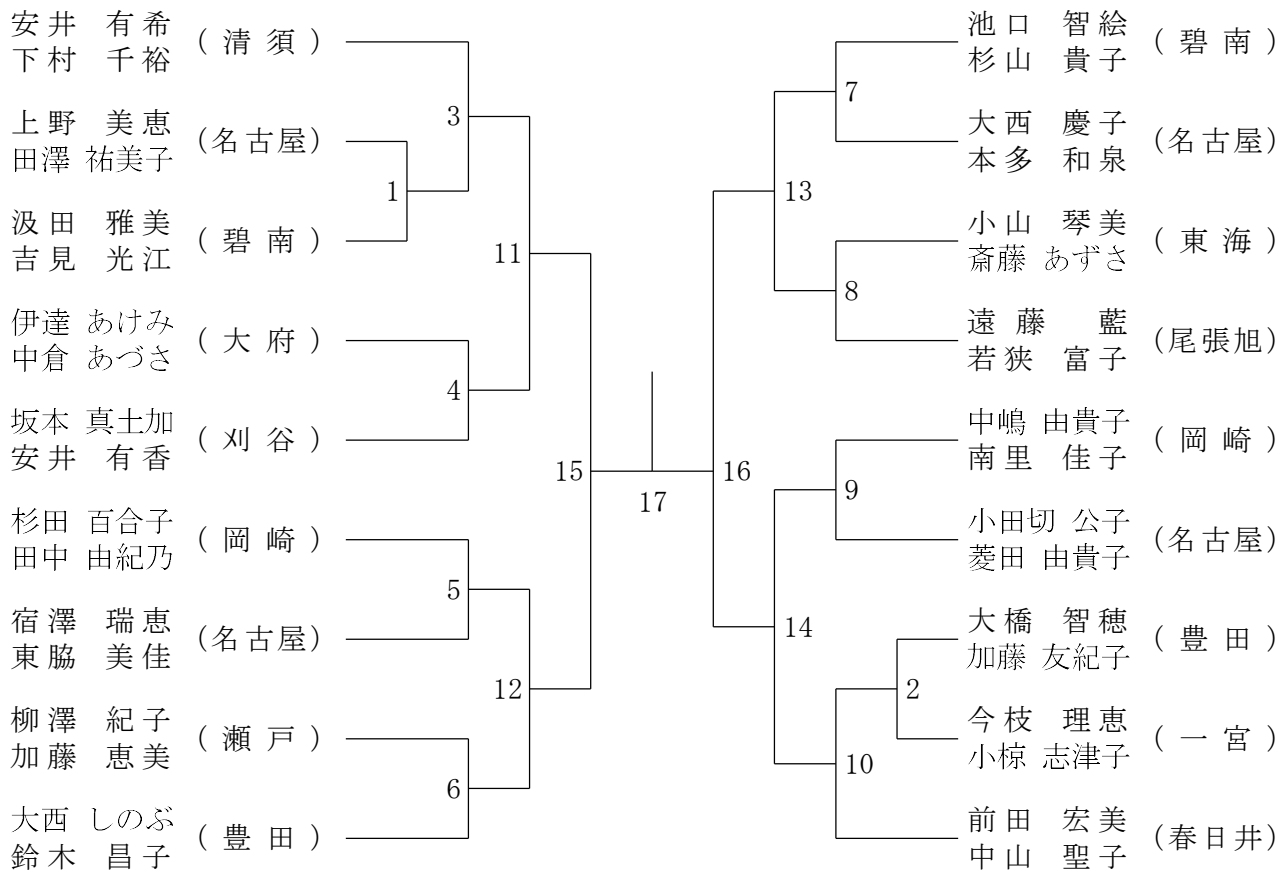 安井 有希
下村 千裕
(清須)
上野 美恵
田澤 祐美子
(名古屋)
汲田 雅美
吉見 光江
(碧南)
伊達 あけみ
中倉 あづさ
(大府)
坂本 真土加
安井 有香
(刈谷)
杉田 百合子
田中 由紀乃
(岡崎)
宿澤 瑞恵
東脇 美佳
(名古屋)
柳澤 紀子
加藤 恵美
(瀬戸)
大西 しのぶ
鈴木 昌子
(豊田)
3
1
11
4
15
5
12
6
17
16
7
13
8
9
14
2
10
池口 智絵
杉山 貴子
(碧南)
大西 慶子
本多 和泉
(名古屋)
小山 琴美
斎藤 あずさ
(東海)
遠藤 藍
若狭 富子
(尾張旭)
中嶋 由貴子
南里 佳子
(岡崎)
小田切 公子
菱田 由貴子
(名古屋)
大橋 智穂
加藤 友紀子
(豊田)
今枝 理恵
小椋 志津子
(一宮)
前田 宏美
中山 聖子
(春日井)